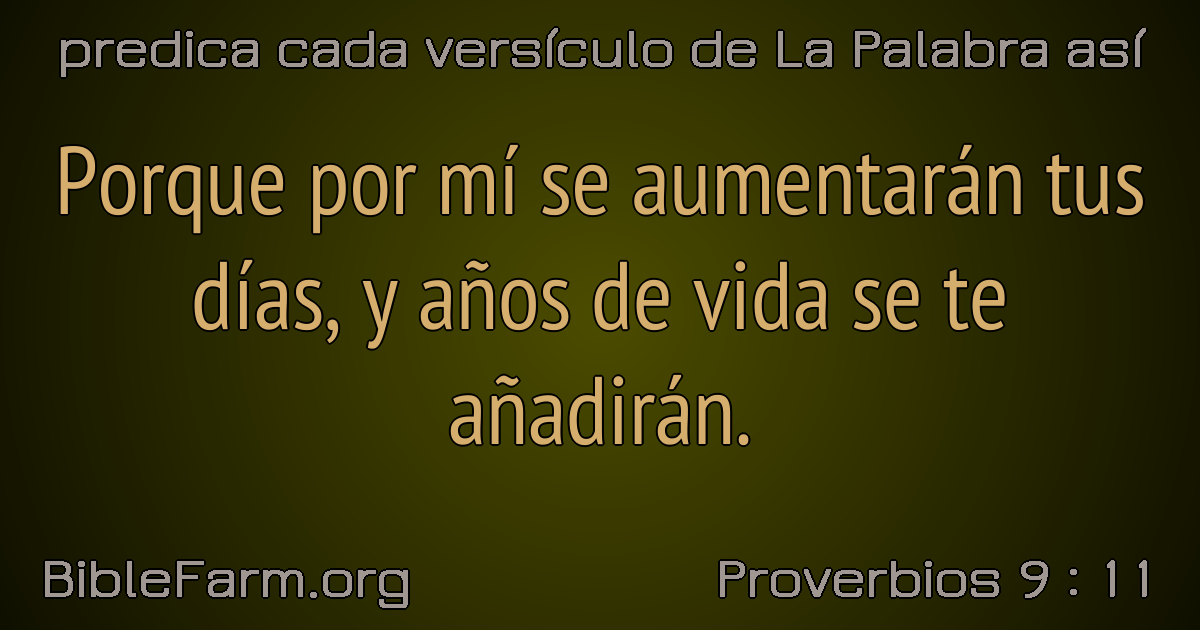 predica cada versículo de La Palabra así
Porque por mí se aumentarán tus
días, y años de vida se te
añadirán.
BibleFarm.org
Proverbios 9 : 11